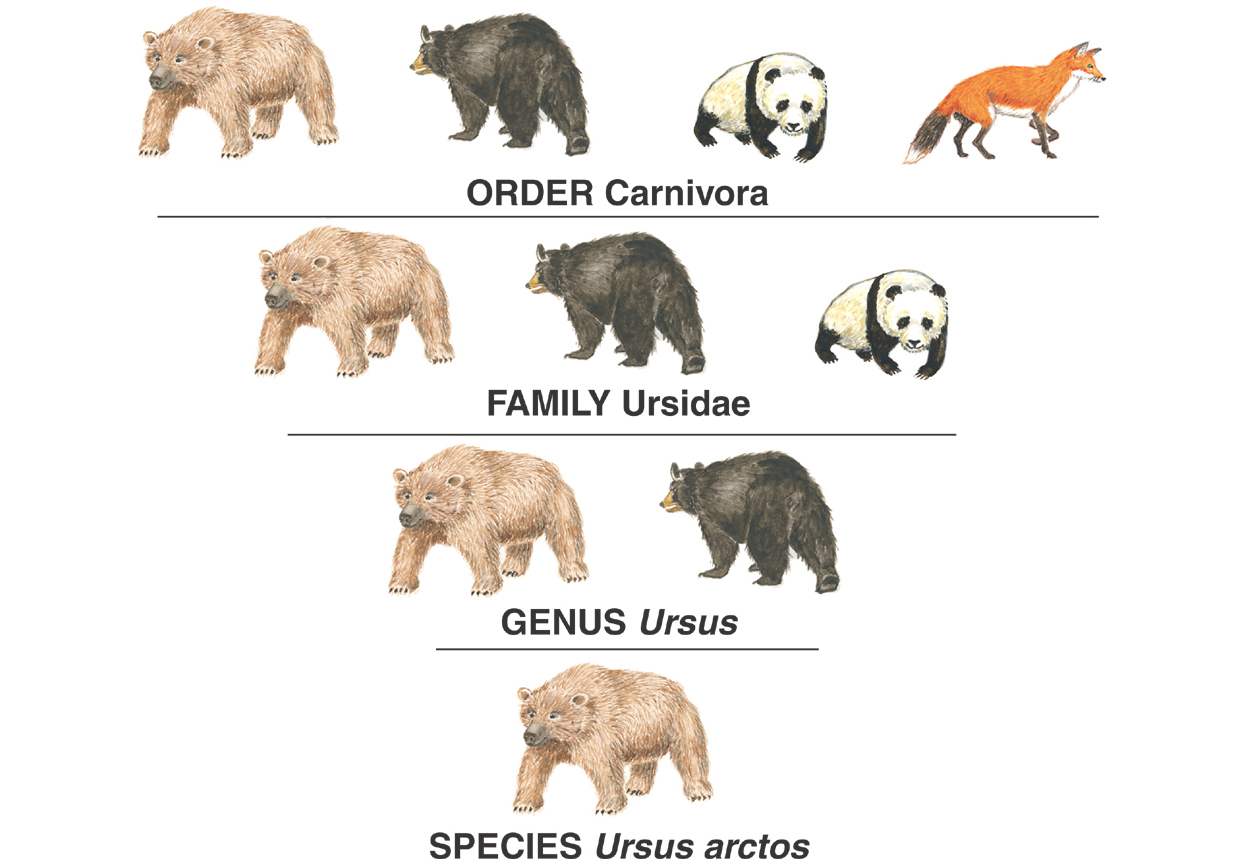 ORDER Carnivora
FAMILY Ursidae
GENUS Ursus
SPECIES Ursus arctos